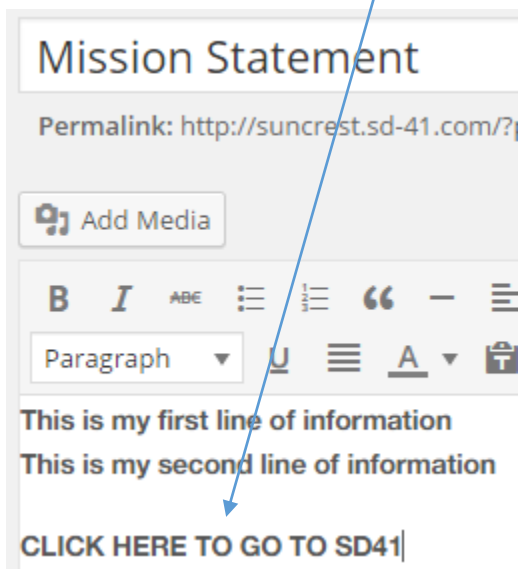 Mission Statement
Permalink: http://suncrest.sd-41.com/?p
Add Media
B I ABC
Paragraph U A T
This is my first line of information
This is my second line of information
CLICK HERE TO GO TO SD41